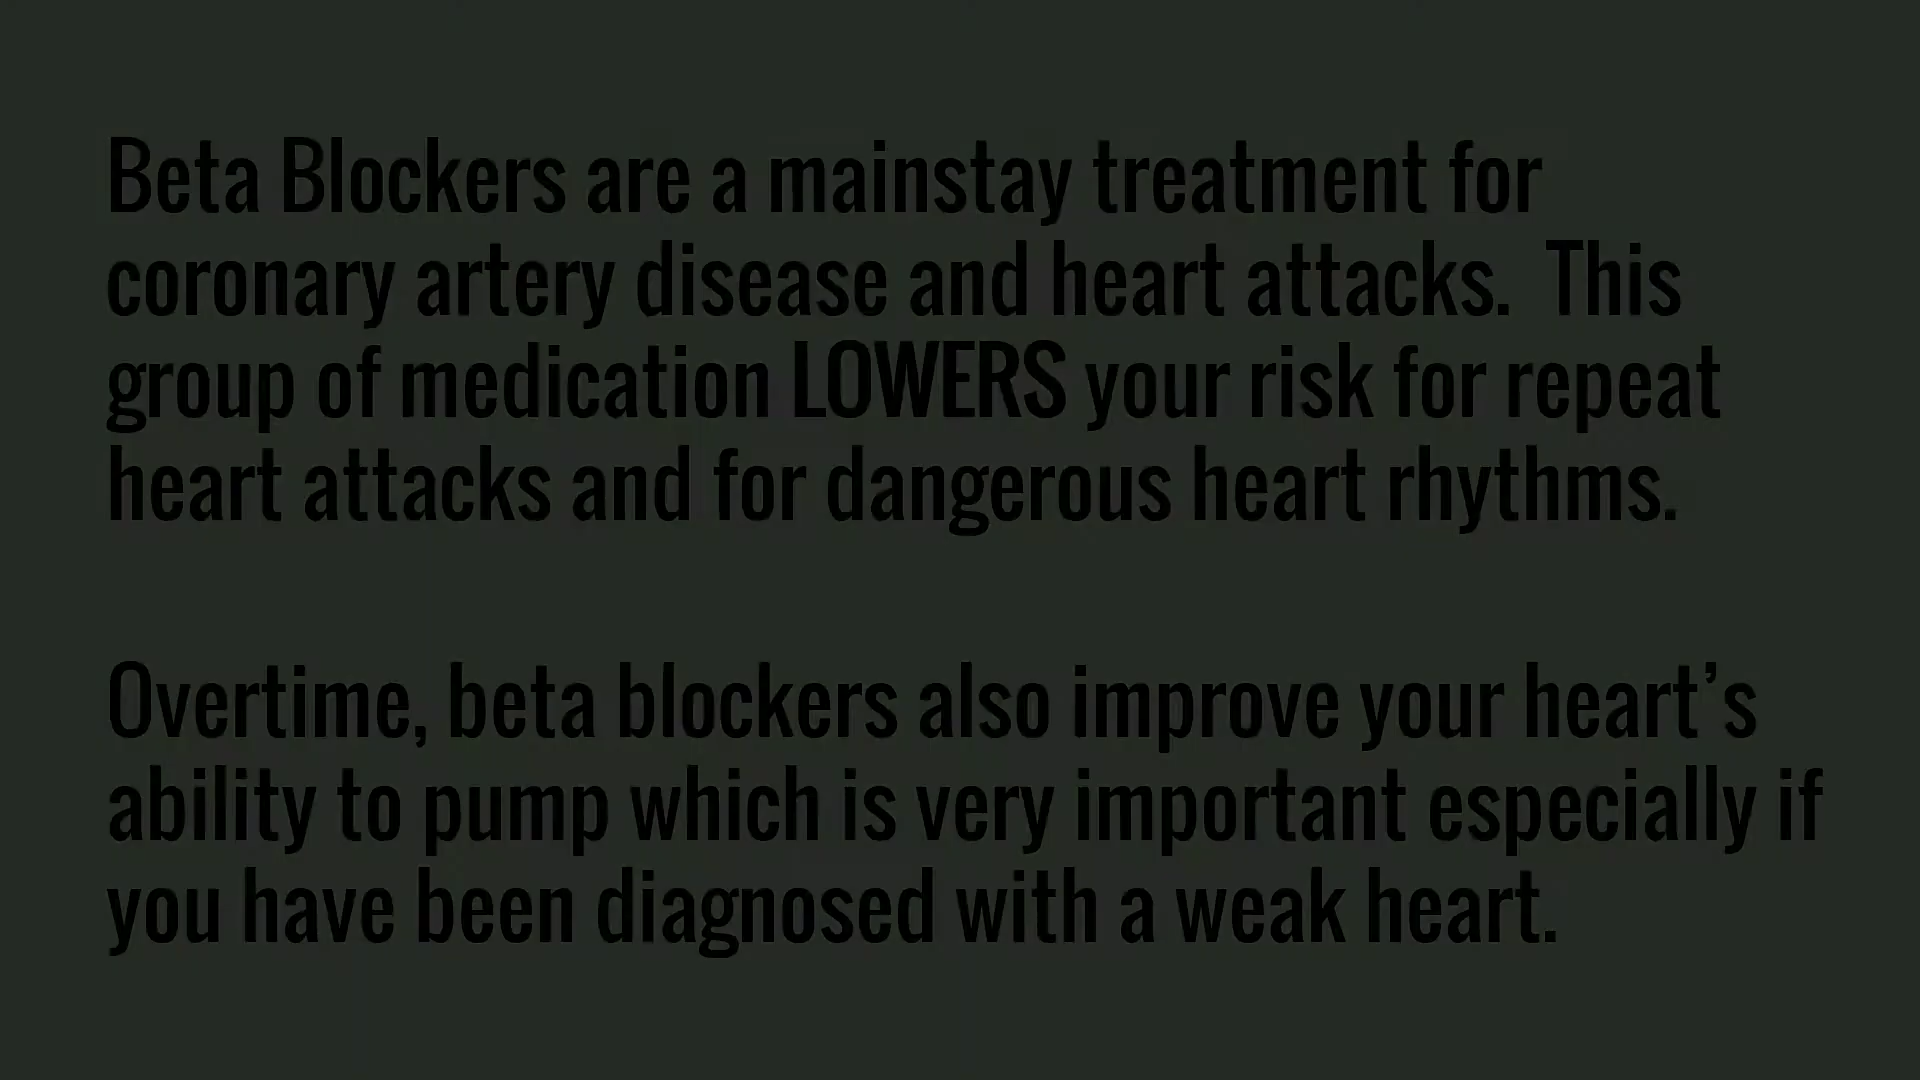 Beta Blockers are a mainstay treatment for
coronary artery disease and heart attacks.  This
group of medication LOWERS your risk for repeat
heart attacks and for dangerous heart rhythms.
Overtime, beta blockers also improve your heart’s
ability to pump which is very important especially if
you have been diagnosed with a weak heart.